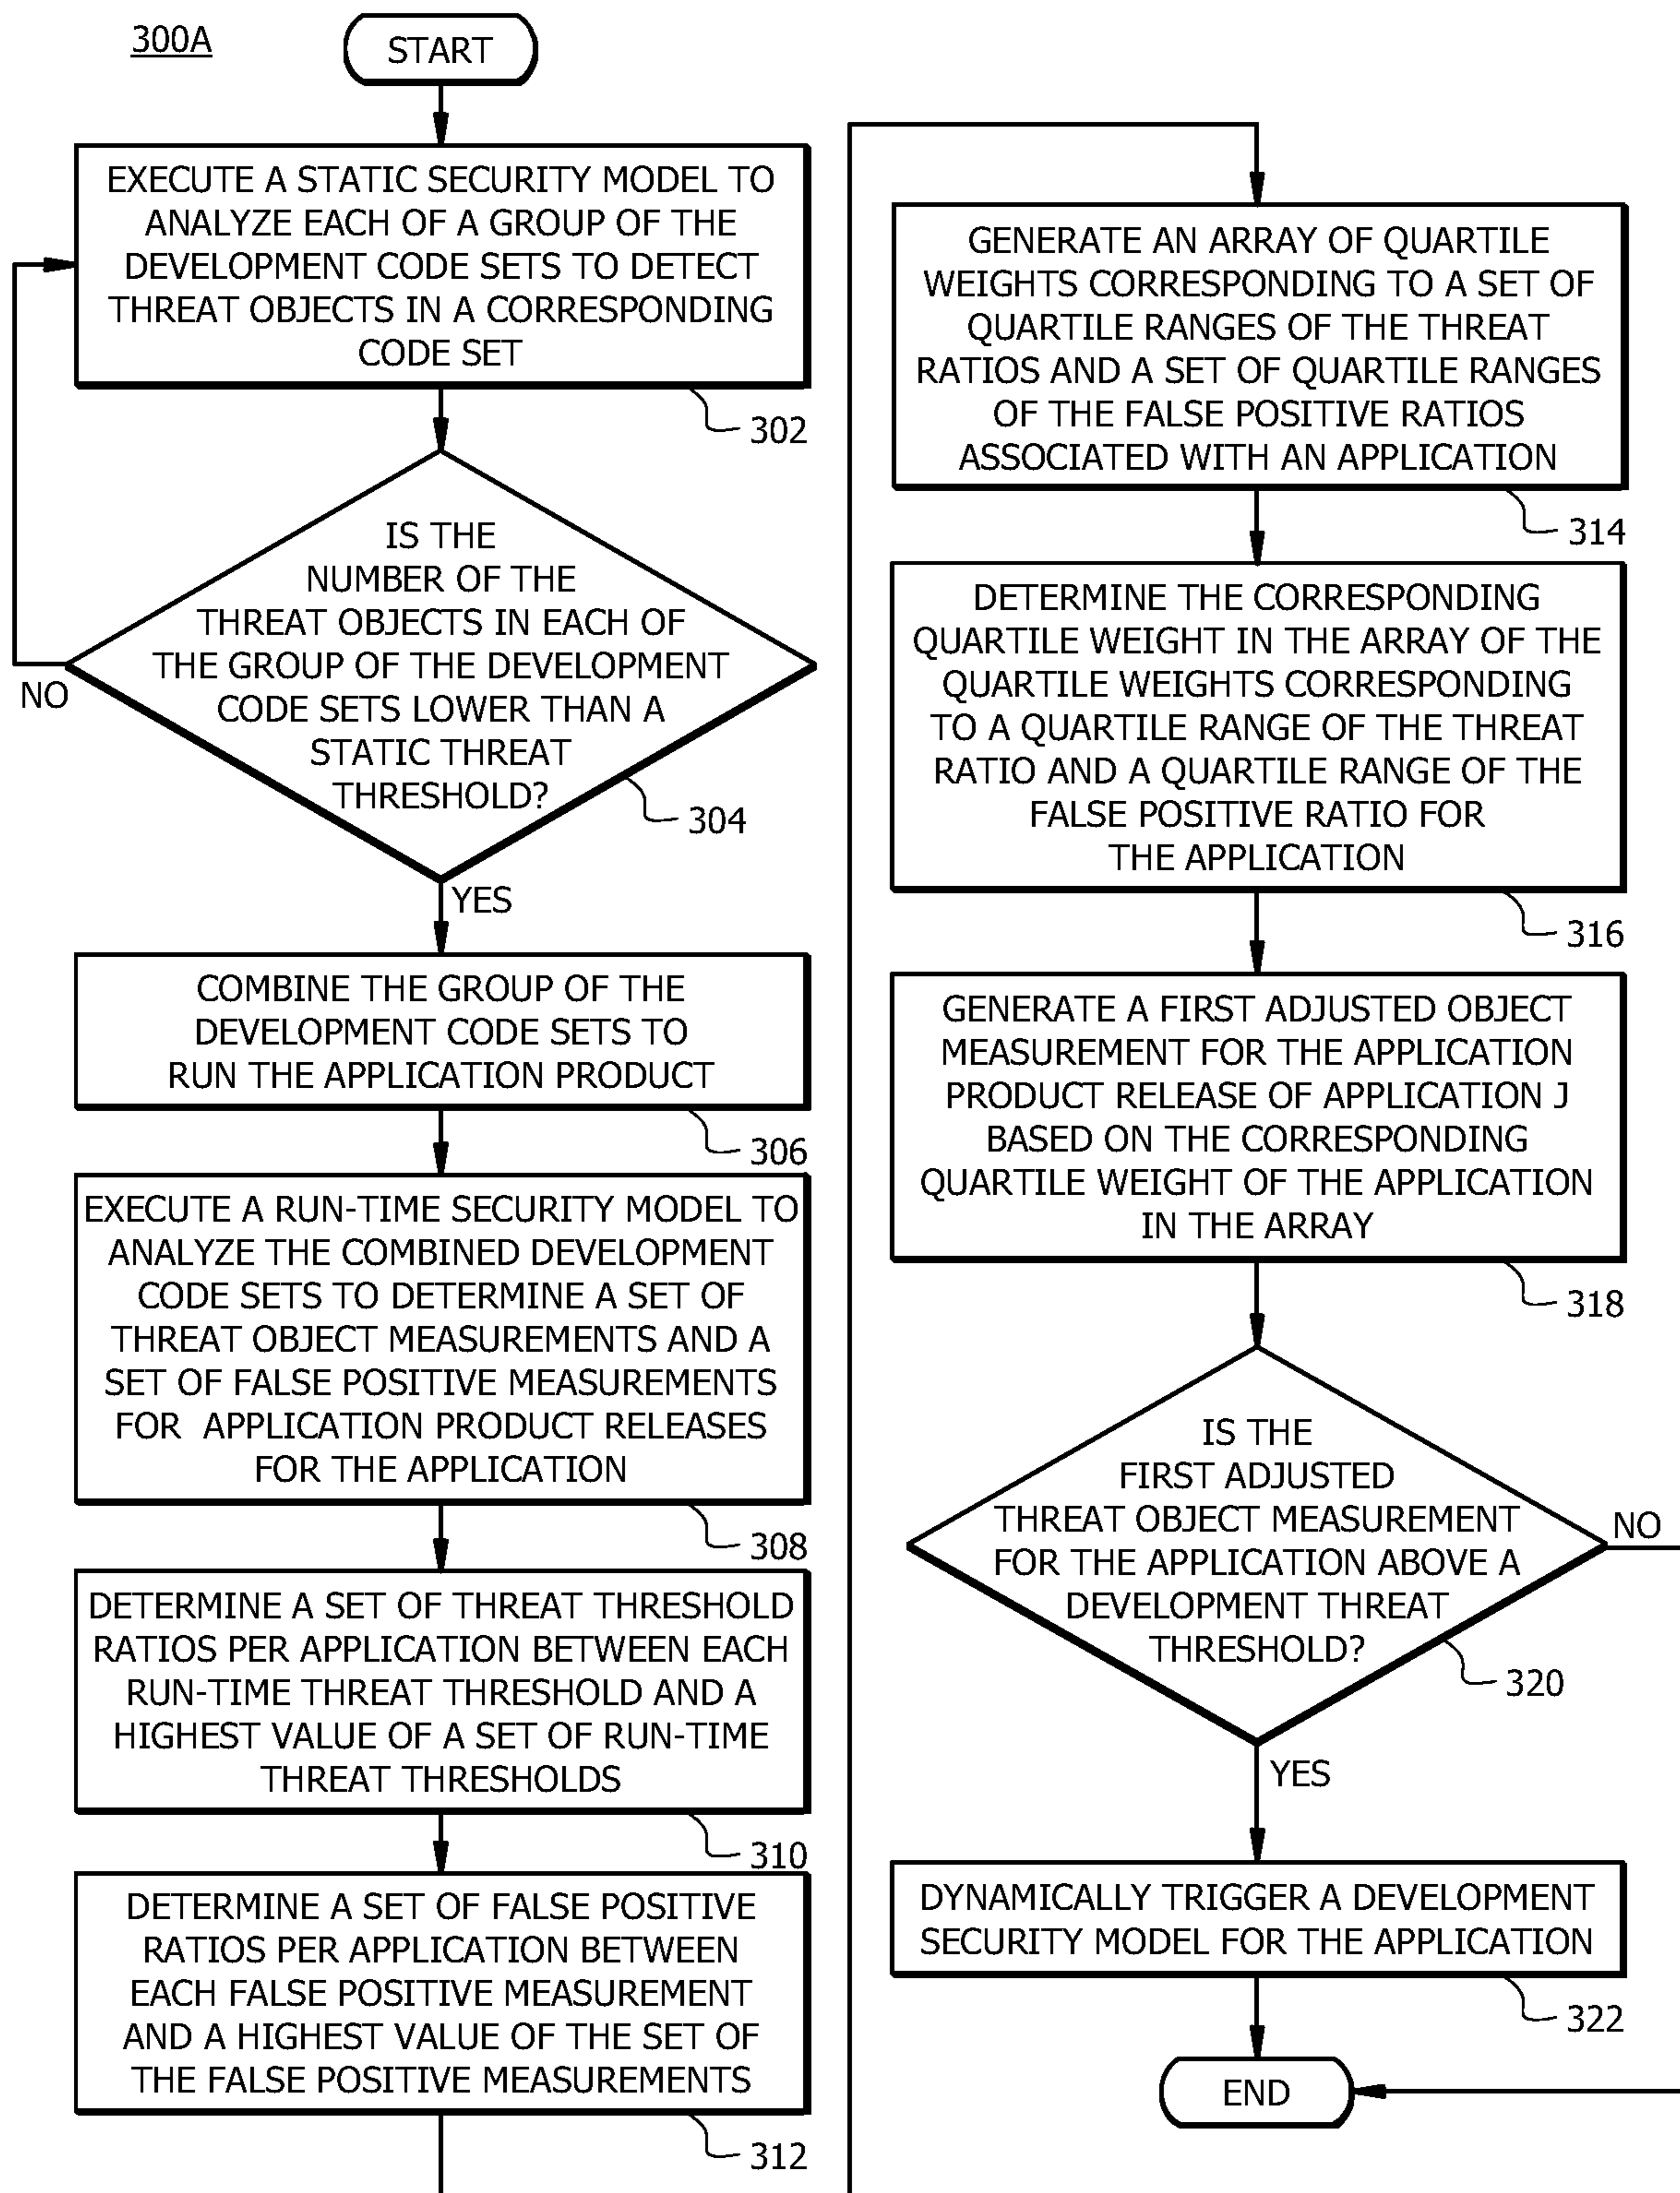 300A
START
EXECUTE A STATIC SECURITY MODEL TO
ANALYZE EACH OF A GROUP OF THE
DEVELOPMENT CODE SETS TO DETECT
THREAT OBJECTS IN A CORRESPONDING
CODE SET
302
IS THE
NUMBER OF THE
THREAT OBJECTS IN EACH OF
THE GROUP OF THE DEVELOPMENT
CODE SETS LOWER THAN A
STATIC THREAT
THRESHOLD?
304
NO
YES
COMBINE THE GROUP OF THE
DEVELOPMENT CODE SETS TO
RUN THE APPLICATION PRODUCT
306
EXECUTE A RUN-TIME SECURITY MODEL TO
ANALYZE THE COMBINED DEVELOPMENT
CODE SETS TO DETERMINE A SET OF
THREAT OBJECT MEASUREMENTS AND A
SET OF FALSE POSITIVE MEASUREMENTS
FOR APPLICATION PRODUCT RELEASES
FOR THE APPLICATION
308
DETERMINE A SET OF THREAT THRESHOLD
RATIOS PER APPLICATION BETWEEN EACH
RUN-TIME THREAT THRESHOLD AND A
HIGHEST VALUE OF A SET OF RUN-TIME
THREAT THRESHOLDS
310
DETERMINE A SET OF FALSE POSITIVE
RATIOS PER APPLICATION BETWEEN
EACH FALSE POSITIVE MEASUREMENT
AND A HIGHEST VALUE OF THE SET OF
THE FALSE POSITIVE MEASUREMENTS
312
GENERATE AN ARRAY OF QUARTILE
WEIGHTS CORRESPONDING TO A SET OF
QUARTILE RANGES OF THE THREAT
RATIOS AND A SET OF QUARTILE RANGES
OF THE FALSE POSITIVE RATIOS
ASSOCIATED WITH AN APPLICATION
314
DETERMINE THE CORRESPONDING
QUARTILE WEIGHT IN THE ARRAY OF THE
QUARTILE WEIGHTS CORRESPONDING
TO A QUARTILE RANGE OF THE THREAT
RATIO AND A QUARTILE RANGE OF THE
FALSE POSITIVE RATIO FOR
THE APPLICATION
316
GENERATE A FIRST ADJUSTED OBJECT
MEASUREMENT FOR THE APPLICATION
PRODUCT RELEASE OF APPLICATION J
BASED ON THE CORRESPONDING
QUARTILE WEIGHT OF THE APPLICATION
IN THE ARRAY
318
IS THE
FIRST ADJUSTED
THREAT OBJECT MEASUREMENT
FOR THE APPLICATION ABOVE A
DEVELOPMENT THREAT
THRESHOLD?
320
NO
YES
DYNAMICALLY TRIGGER A DEVELOPMENT
SECURITY MODEL FOR THE APPLICATION
322
END